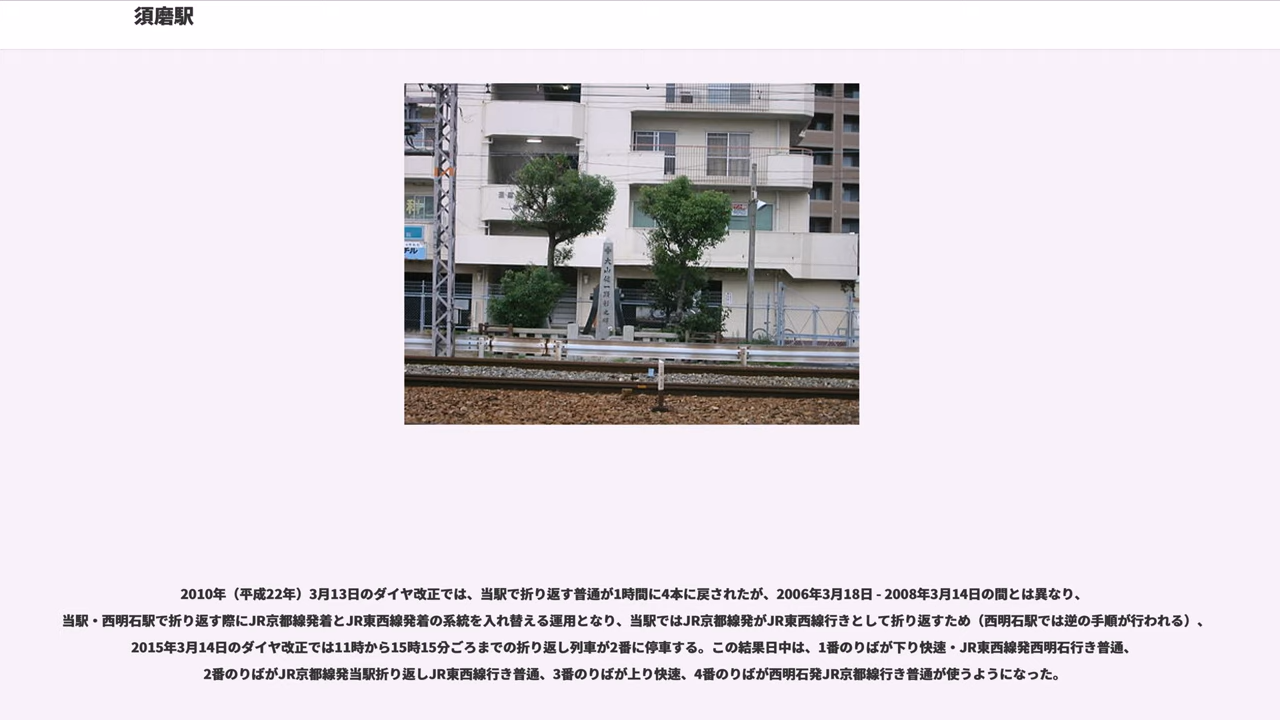 須磨駅
2010年（平成22年）3月13日のダイヤ改正では、当駅で折り返す普通が1時間に4本に戻されたが、2006年3月18日 - 2008年3月14日の間とは異なり、
当駅・西明石駅で折り返す際にJR京都線発着とJR東西線発着の系統を入れ替える運用となり、当駅ではJR京都線発がJR東西線行きとして折り返すため（西明石駅では逆の手順が行われる）、
2015年3月14日のダイヤ改正では11時から15時15分ごろまでの折り返し列車が2番に停車する。この結果日中は、1番のりばが下り快速・JR東西線発西明石行き普通、
2番のりばがJR京都線発当駅折り返しJR東西線行き普通、3番のりばが上り快速、4番のりばが西明石発JR京都線行き普通が使うようになった。